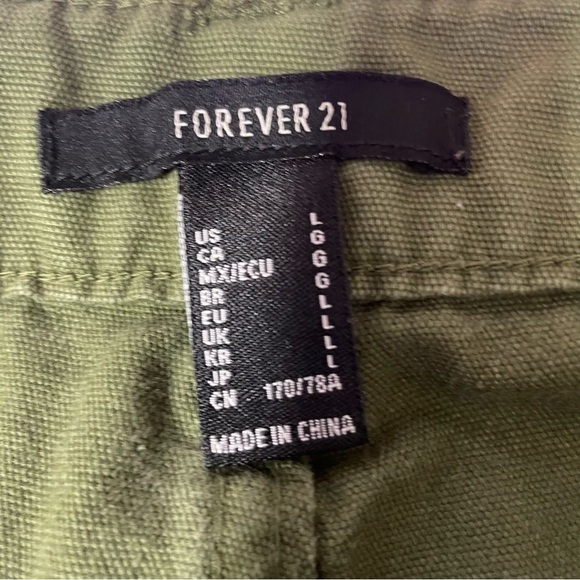 FOREVER 21
US L
CA G
MX/ECU G
BR G
EU L
UK L
KR L
JP L
CN 170/78A
MADE IN CHINA